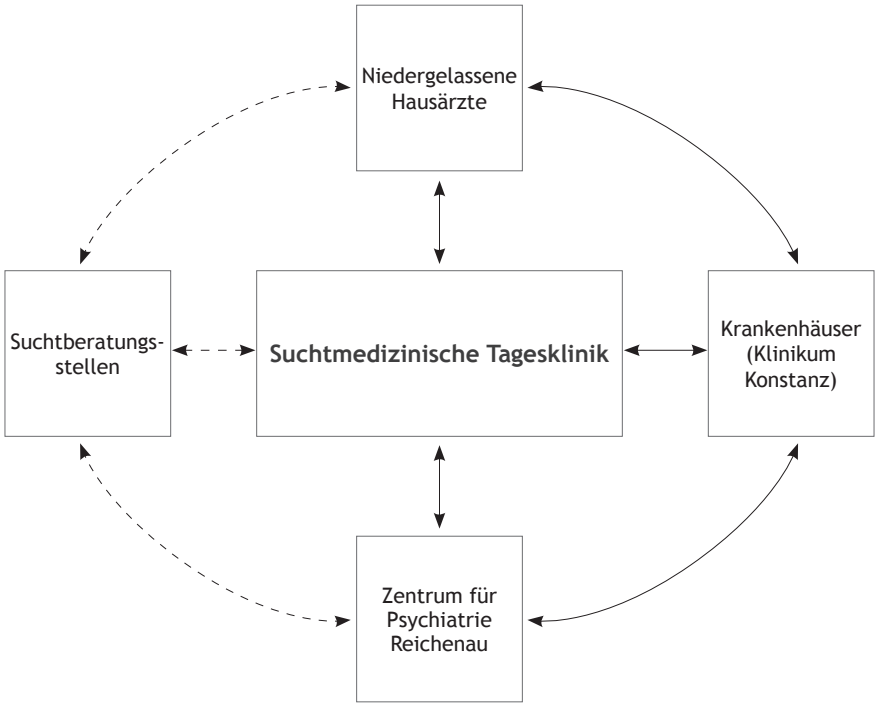 Niedergelassene
Hausärzte
Suchtberatungs-
stellen
Suchtmedizinische Tagesklinik
Krankenhäuser
(Klinikum
Konstanz)
Zentrum für
Psychiatrie
Reichenau